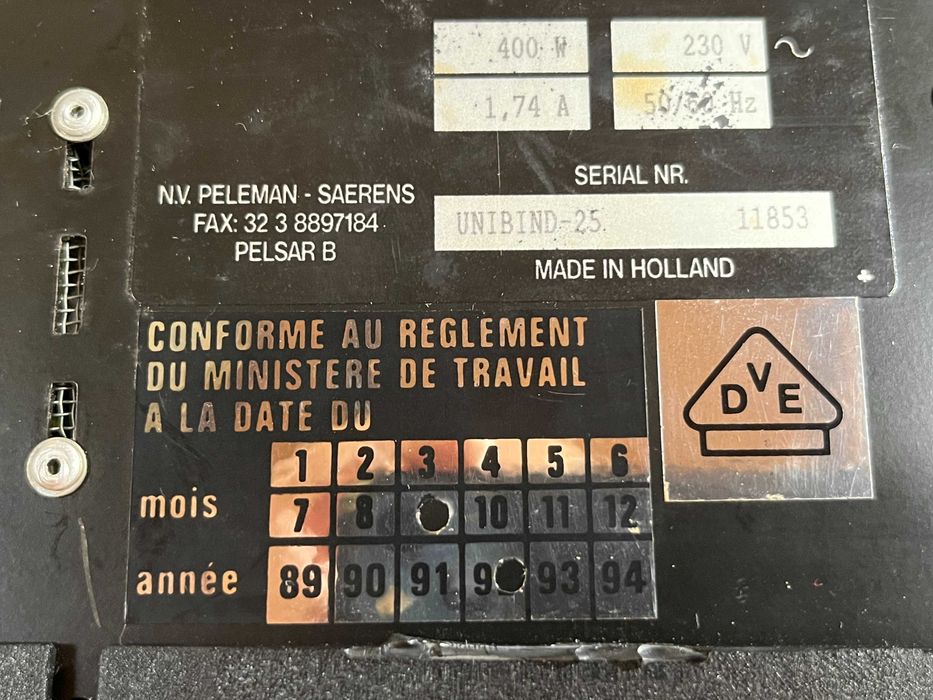 400 W 230 V ~
1,74 A 50/60 Hz
SERIAL NR.
N.V. PELEMAN - SAERENS
FAX: 32 3 8897184
PELSAR B
UNIBIND-25 11853
MADE IN HOLLAND
CONFORME AU REGLEMENT
DU MINISTERE DE TRAVAIL
A LA DATE DU
1 2 3 4 5 6
mois
7 8 10 11 12
année 89 90 91 9 93 94
DVE